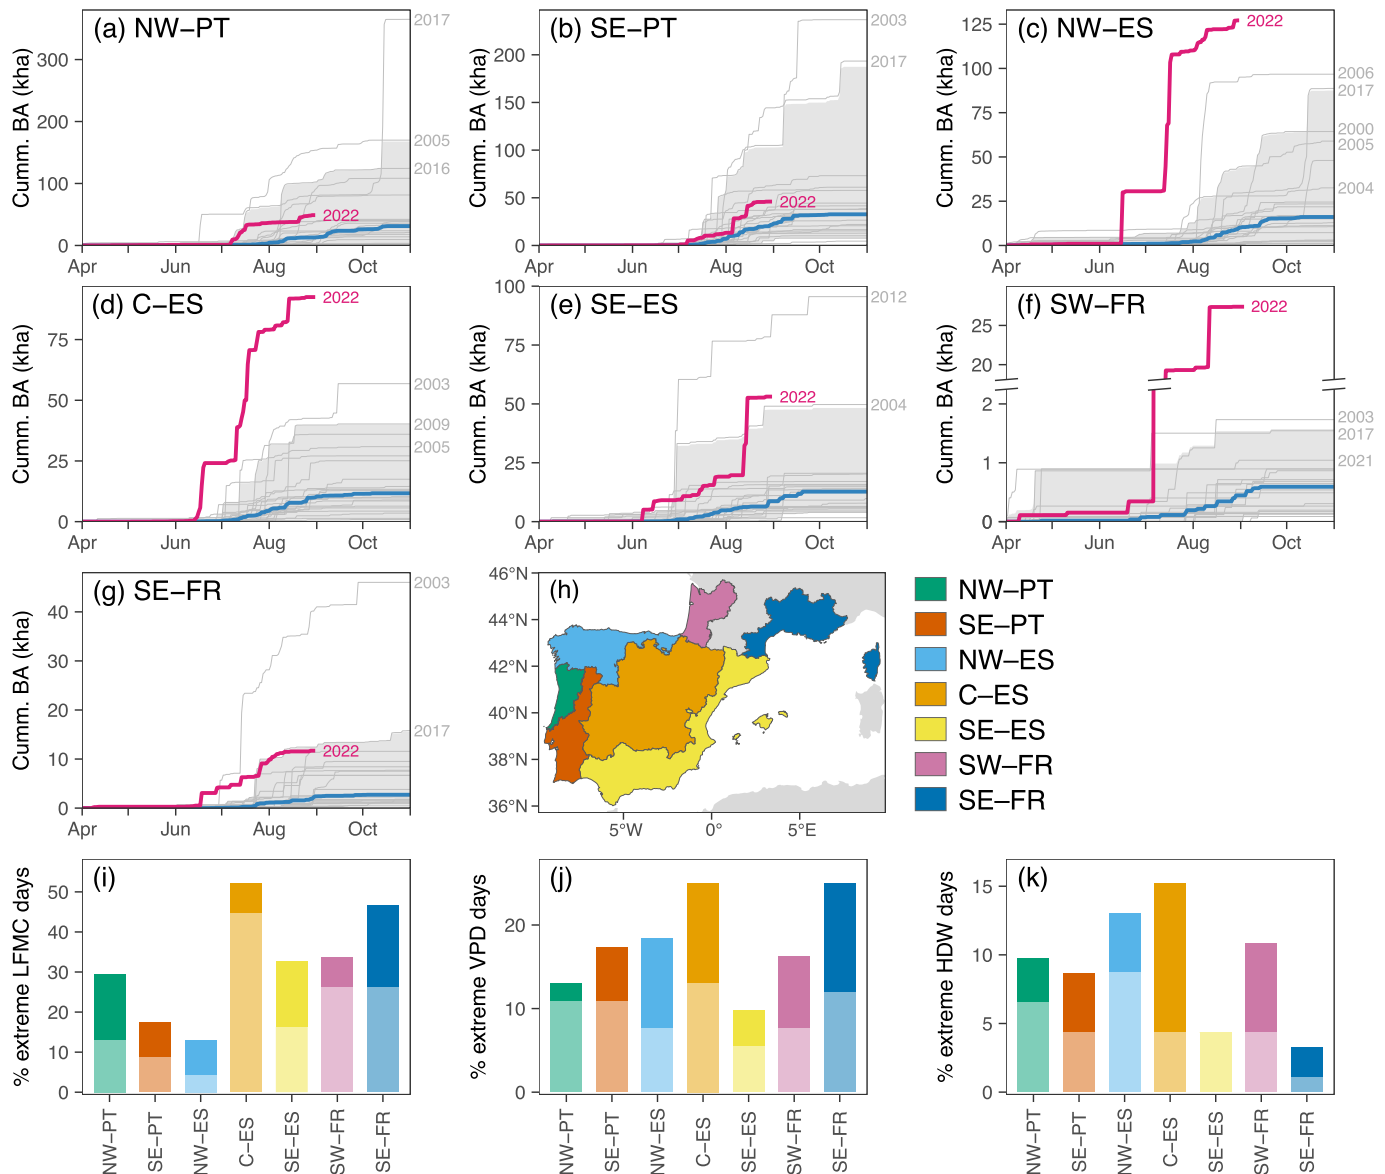 (a) NW–PT
Cumm. BA (kha)
300
200
100
0
Apr
Jun
Aug
Oct
2017
2005
2016
2022
(b) SE–PT
Cumm. BA (kha)
200
150
100
50
0
Apr
Jun
Aug
Oct
2003
2017
2022
(c) NW–ES
Cumm. BA (kha)
125
100
75
50
25
0
Apr
Jun
Aug
Oct
2022
2006
2017
2000
2005
2004
(d) C–ES
Cumm. BA (kha)
75
50
25
0
Apr
Jun
Aug
Oct
2022
2003
2009
2005
(e) SE–ES
Cumm. BA (kha)
100
75
50
25
0
Apr
Jun
Aug
Oct
2012
2022
2004
(f) SW–FR
Cumm. BA (kha)
25
20
2
1
0
Apr
Jun
Aug
Oct
2022
2003
2017
2021
(g) SE–FR
Cumm. BA (kha)
40
30
20
10
0
Apr
Jun
Aug
Oct
2003
2017
2022
(h)
46°N
44°N
42°N
40°N
38°N
36°N
5°W
0°
5°E
NW–PT
SE–PT
NW–ES
C–ES
SE–ES
SW–FR
SE–FR
(i)
% extreme LFMC days
50
40
30
20
10
0
NW–PT
SE–PT
NW–ES
C–ES
SE–ES
SW–FR
SE–FR
(j)
% extreme VPD days
20
10
0
NW–PT
SE–PT
NW–ES
C–ES
SE–ES
SW–FR
SE–FR
(k)
% extreme HDW days
15
10
5
0
NW–PT
SE–PT
NW–ES
C–ES
SE–ES
SW–FR
SE–FR